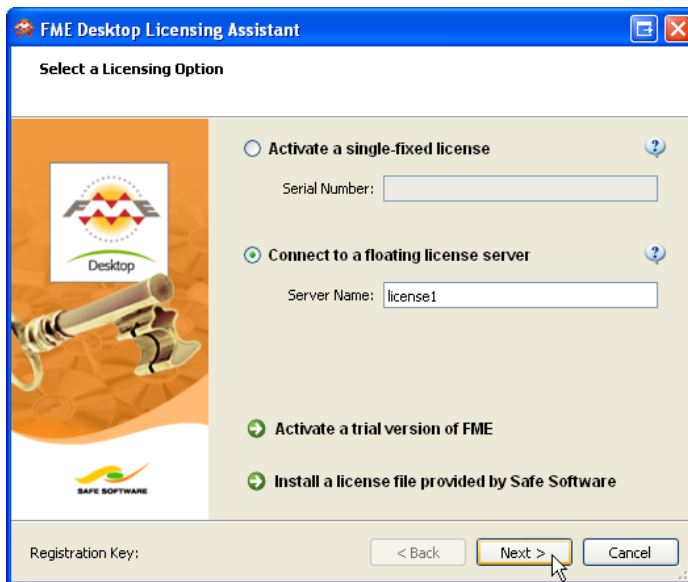 FME Desktop Licensing Assistant
Select a Licensing Option
FME
Desktop
SAFE SOFTWARE
Activate a single-fixed license
?
Serial Number:
Connect to a floating license server
?
Server Name: license1
Activate a trial version of FME
Install a license file provided by Safe Software
Registration Key:
< Back Next > Cancel